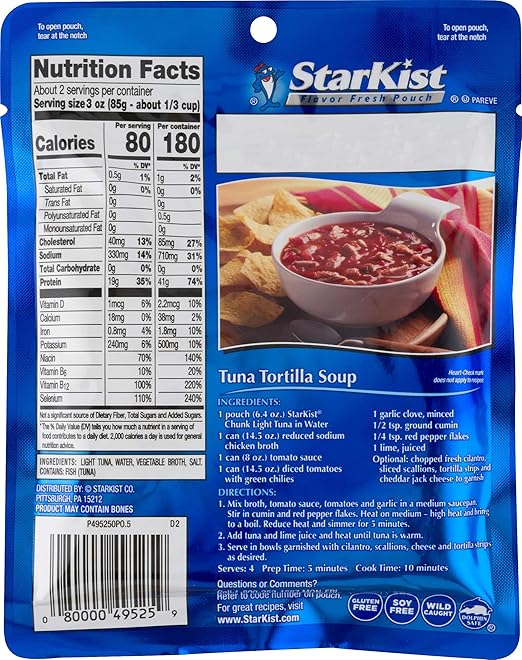 To open pouch,
tear at the notch
To open pouch,
tear at the notch
Nutrition Facts
About 2 servings per container
Serving size 3 oz (85g - about 1/3 cup)
Per serving Per container
Calories 80 180
% DV* % DV*
Total Fat 0.5g 1% 1g 2%
Saturated Fat 0g 0% 0g 0%
Trans Fat 0g 0g
Polyunsaturated Fat 0g 0.5g
Monounsaturated Fat 0g 0g
Cholesterol 40mg 13% 85mg 27%
Sodium 330mg 14% 710mg 31%
Total Carbohydrate 0g 0% 0g 0%
Protein 19g 35% 41g 74%
Vitamin D 1mcg 6% 2.2mcg 10%
Calcium 18mg 0% 38mg 2%
Iron 0.8mg 4% 1.8mg 10%
Potassium 240mg 6% 500mg 10%
Niacin 70% 140%
Vitamin B6 10% 20%
Vitamin B12 100% 220%
Selenium 110% 240%
Not a significant source of Dietary Fiber, Total Sugars and Added Sugars.
*The % Daily Value (DV) tells you how much a nutrient in a serving of
food contributes to a daily diet. 2,000 calories a day is used for general
nutrition advice.
INGREDIENTS: LIGHT TUNA, WATER, VEGETABLE BROTH, SALT.
CONTAINS: FISH (TUNA)
DISTRIBUTED BY: © STARKIST CO.
PITTSBURGH, PA 15212
PRODUCT MAY CONTAIN BONES
P495250P0.5 D2
0 80000 49525 9
StarKist
Flavor Fresh Pouch
® Ⓤ PAREVE
Tuna Tortilla Soup
Heart-Check mark
does not apply to recipes
INGREDIENTS:
1 pouch (6.4 oz.) StarKist®
Chunk Light Tuna in Water
1 can (14.5 oz.) reduced sodium
chicken broth
1 can (8 oz.) tomato sauce
1 can (14.5 oz.) diced tomatoes
with green chilies
1 garlic clove, minced
1/2 tsp. ground cumin
1/4 tsp. red pepper flakes
1 lime, juiced
Optional: chopped fresh cilantro,
sliced scallions, tortilla strips and
cheddar jack cheese to garnish
DIRECTIONS:
1. Mix broth, tomato sauce, tomatoes and garlic in a medium saucepan.
Stir in cumin and red pepper flakes. Heat on medium – high heat and bring
to a boil. Reduce heat and simmer for 5 minutes.
2. Add tuna and lime juice and heat until tuna is warm.
3. Serve in bowls garnished with cilantro, scallions, cheese and tortilla strips
as desired.
Serves: 4 Prep Time: 5 minutes Cook Time: 10 minutes
Questions or Comments?
For great recipes, visit
www.StarKist.com
GLUTEN
FREE
SOY
FREE
WILD
CAUGHT
DOLPHIN
SAFE